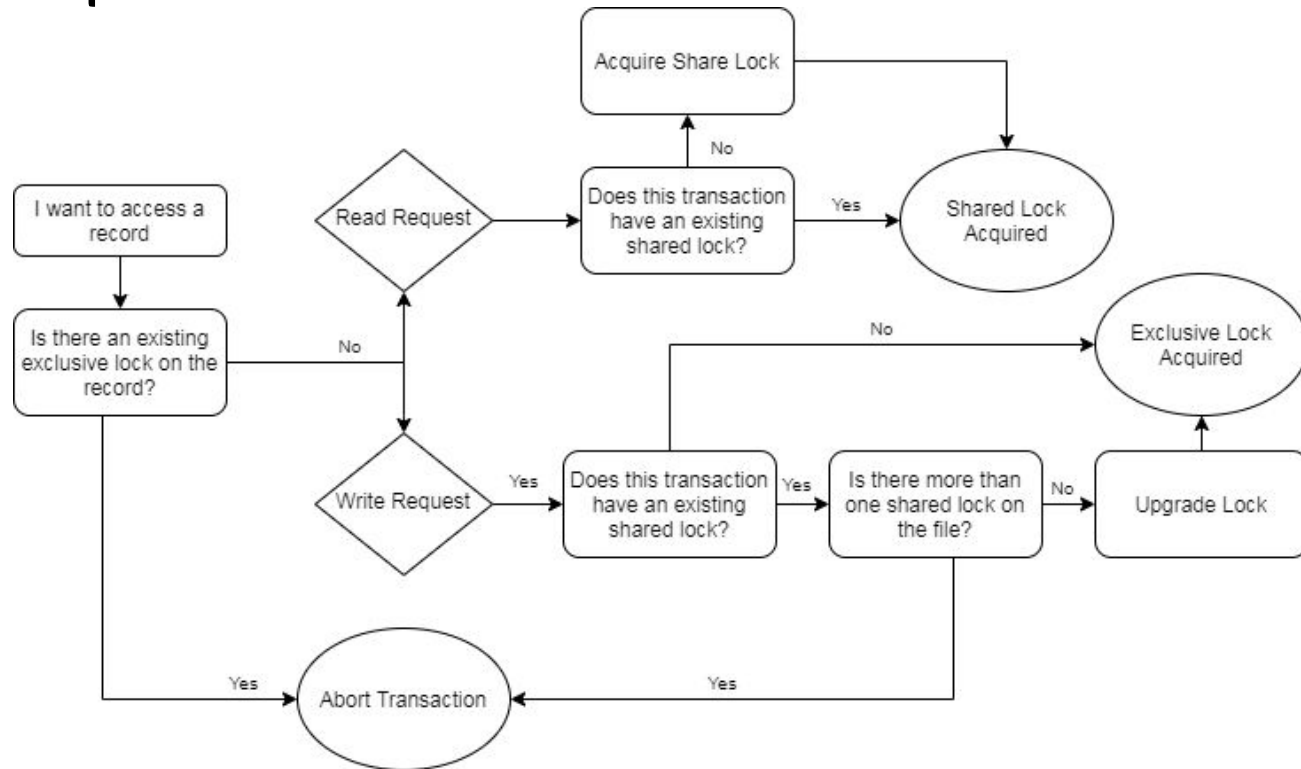 Acquire Share Lock
No
I want to access a
record
Read Request
Does this transaction
have an existing
shared lock?
Yes
Shared Lock
Acquired
Is there an existing
exclusive lock on the
record?
No
No
Exclusive Lock
Acquired
Write Request
Yes
Does this transaction
have an existing
shared lock?
Yes
Is there more than
one shared lock on
the file?
No
Upgrade Lock
Yes
Abort Transaction
Yes